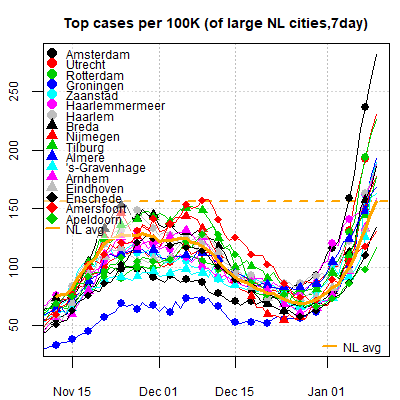 Top cases per 100K (of large NL cities,7day)
250
200
150
100
50
Amsterdam
Utrecht
Rotterdam
Groningen
Zaanstad
Haarlemmermeer
Haarlem
Breda
Nijmegen
Tilburg
Almere
's-Gravenhage
Arnhem
Eindhoven
Enschede
Amersfoort
Apeldoorn
NL avg
NL avg
Nov 15
Dec 01
Dec 15
Jan 01